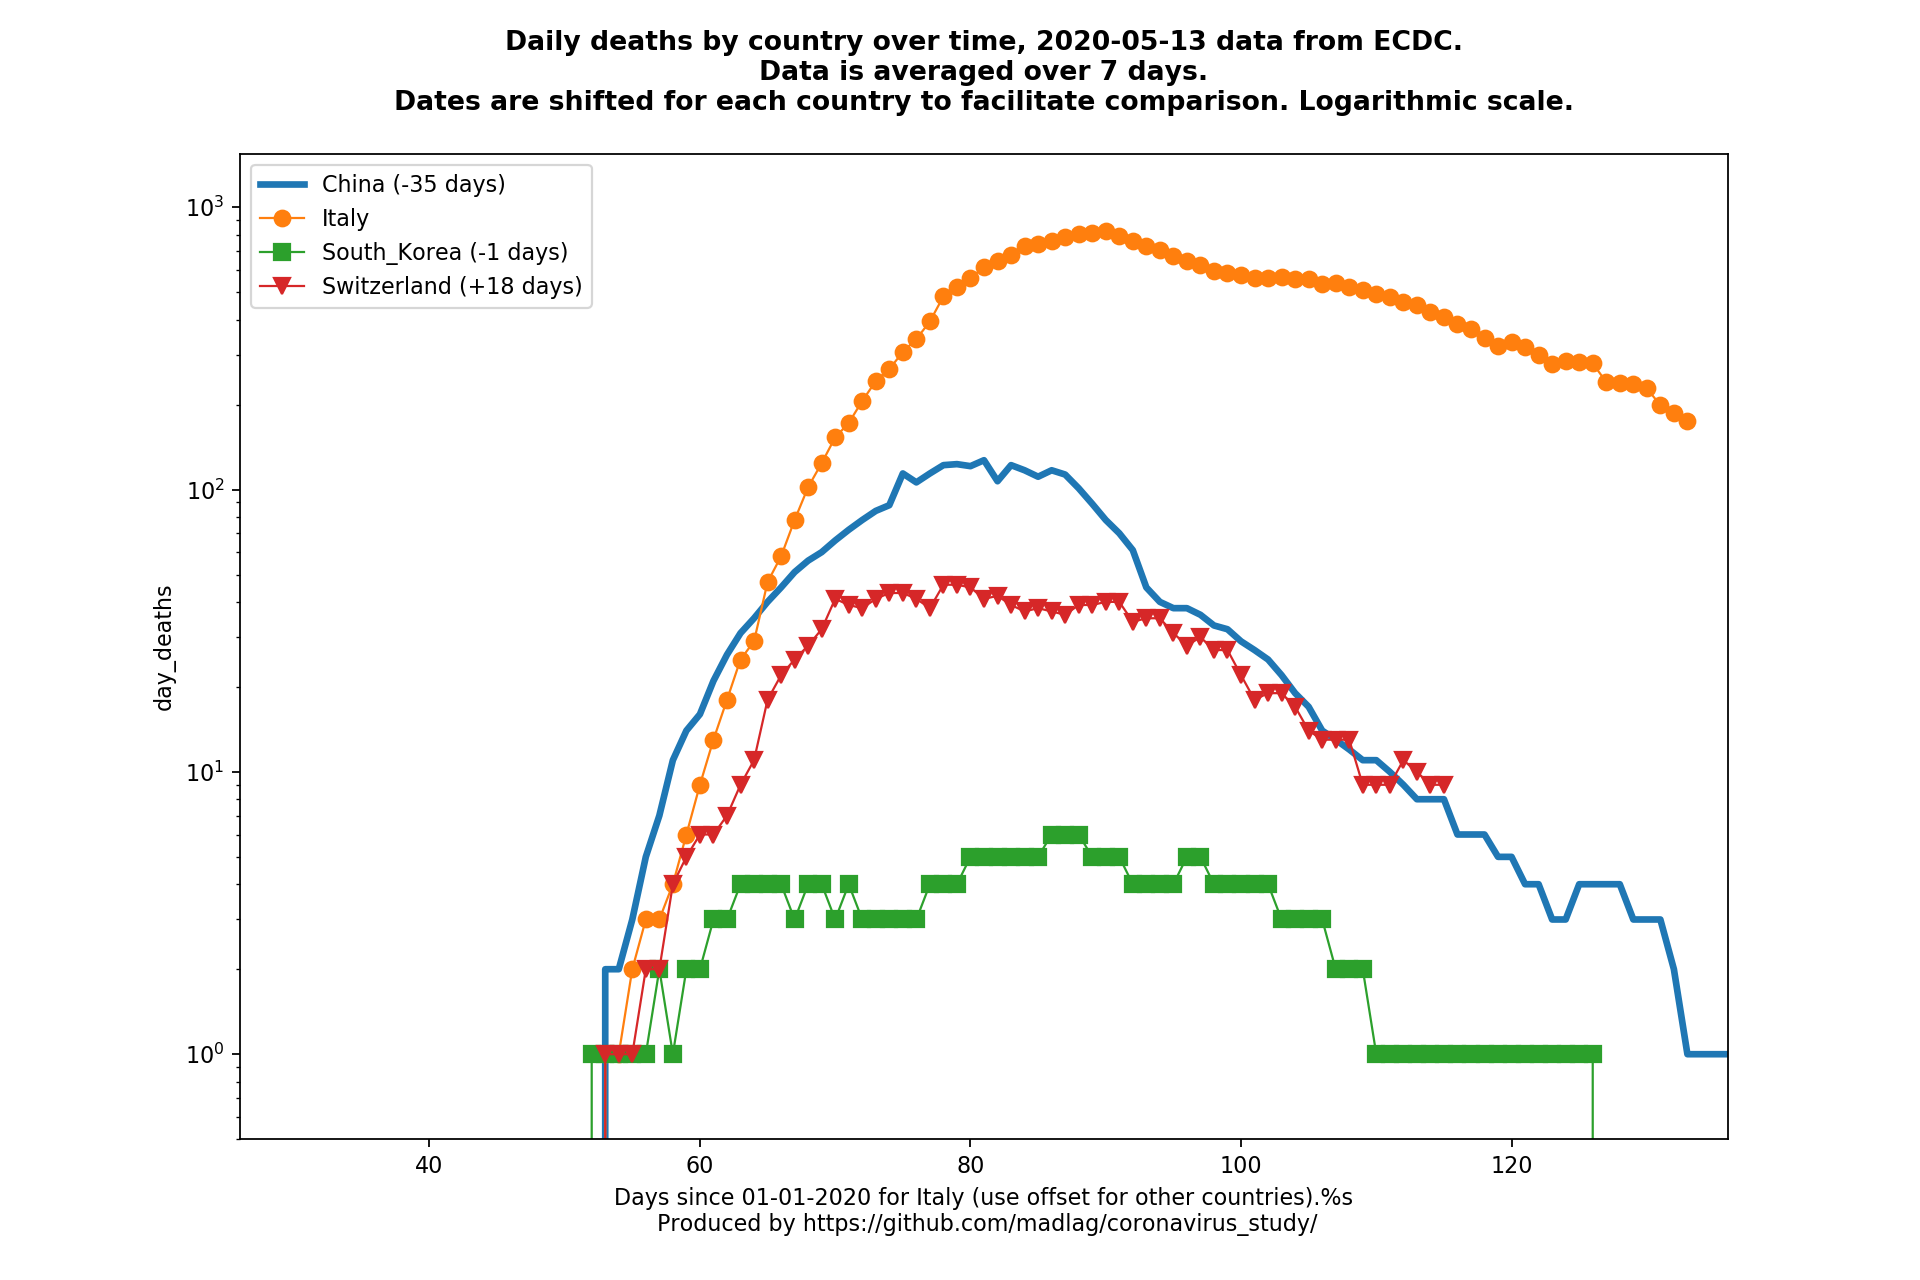 Daily deaths by country over time, 2020-05-13 data from ECDC.
Data is averaged over 7 days.
Dates are shifted for each country to facilitate comparison. Logarithmic scale.
China (-35 days)
Italy
South_Korea (-1 days)
Switzerland (+18 days)
10³
10²
10¹
10⁰
day_deaths
40 60 80 100 120
Days since 01-01-2020 for Italy (use offset for other countries).%s
Produced by https://github.com/madlag/coronavirus_study/